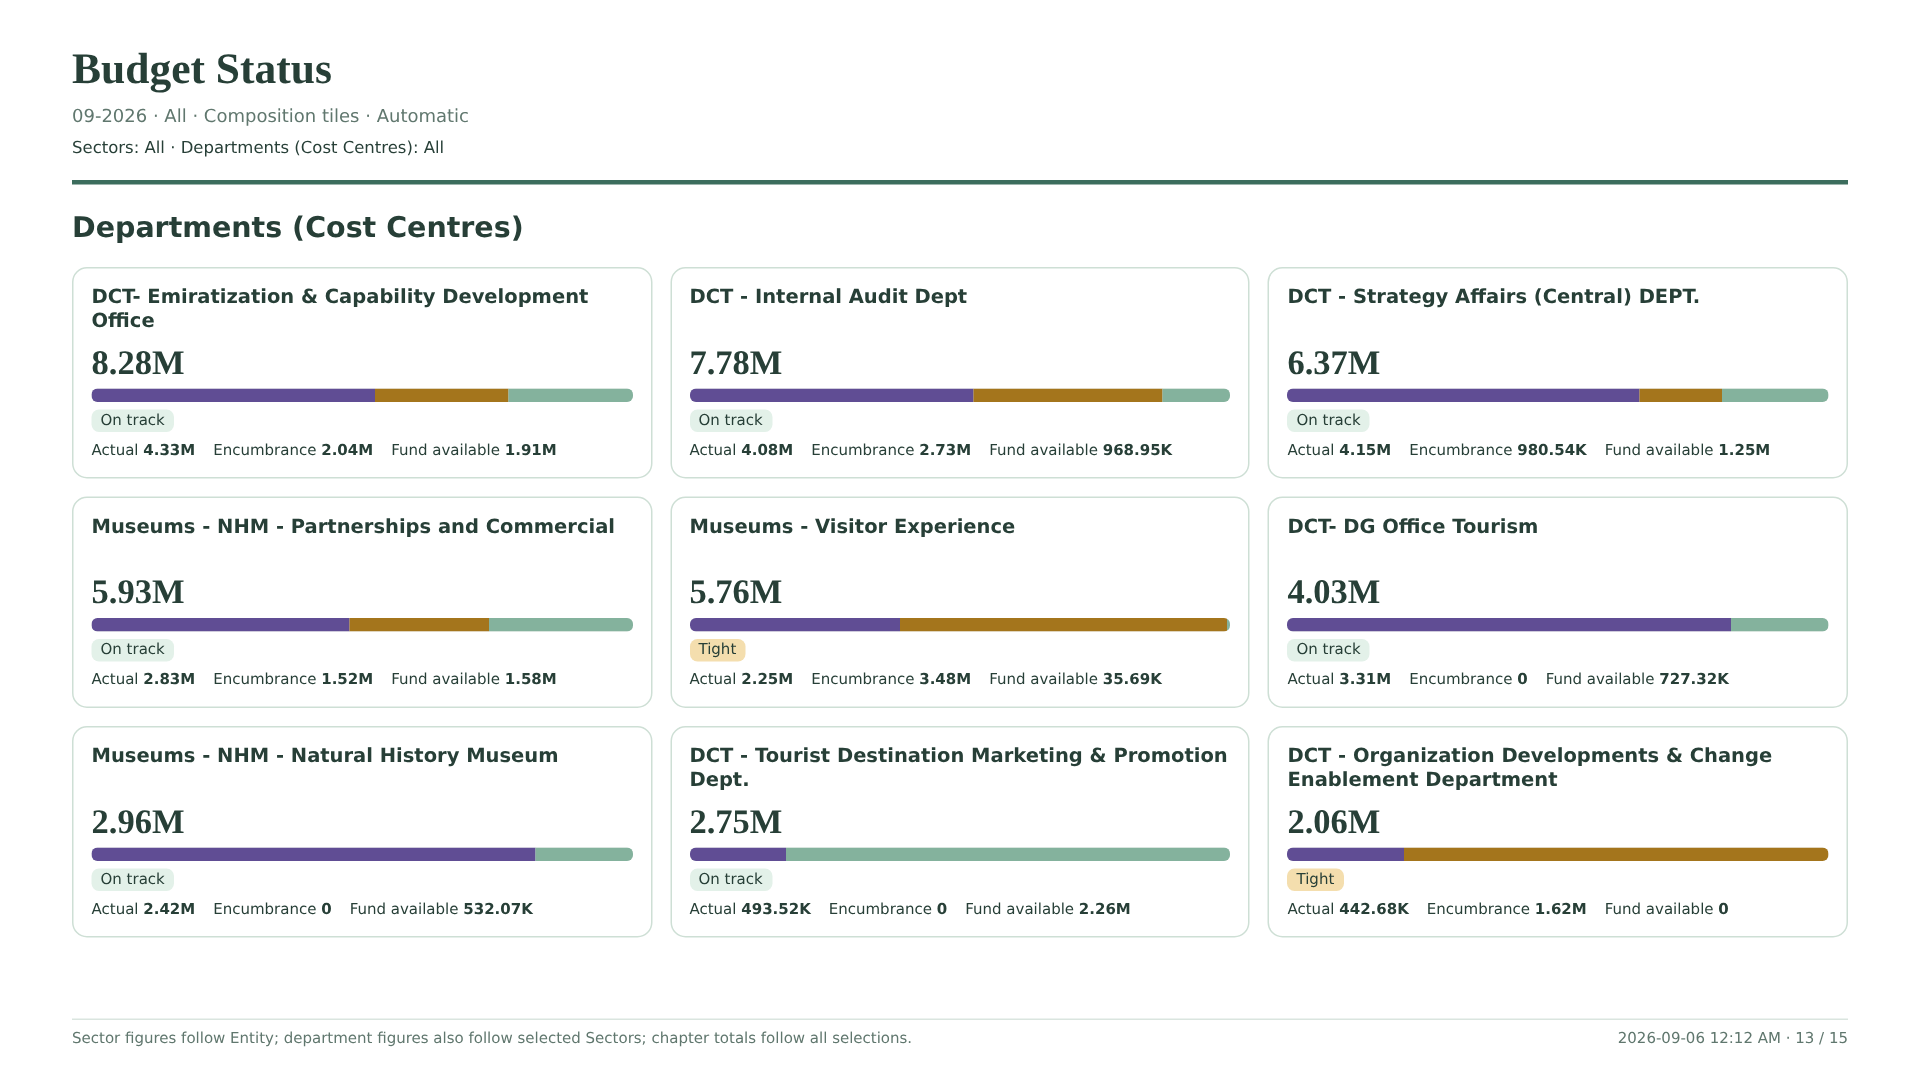 Budget Status
09-2026 · All · Composition tiles · Automatic
Sectors: All · Departments (Cost Centres): All
Departments (Cost Centres)
DCT- Emiratization & Capability Development
Office
8.28M
On track
Actual 4.33M Encumbrance 2.04M Fund available 1.91M
DCT - Internal Audit Dept
7.78M
On track
Actual 4.08M Encumbrance 2.73M Fund available 968.95K
DCT - Strategy Affairs (Central) DEPT.
6.37M
On track
Actual 4.15M Encumbrance 980.54K Fund available 1.25M
Museums - NHM - Partnerships and Commercial
5.93M
On track
Actual 2.83M Encumbrance 1.52M Fund available 1.58M
Museums - Visitor Experience
5.76M
Tight
Actual 2.25M Encumbrance 3.48M Fund available 35.69K
DCT- DG Office Tourism
4.03M
On track
Actual 3.31M Encumbrance 0 Fund available 727.32K
Museums - NHM - Natural History Museum
2.96M
On track
Actual 2.42M Encumbrance 0 Fund available 532.07K
DCT - Tourist Destination Marketing & Promotion
Dept.
2.75M
On track
Actual 493.52K Encumbrance 0 Fund available 2.26M
DCT - Organization Developments & Change
Enablement Department
2.06M
Tight
Actual 442.68K Encumbrance 1.62M Fund available 0
Sector figures follow Entity; department figures also follow selected Sectors; chapter totals follow all selections.
2026-09-06 12:12 AM · 13 / 15